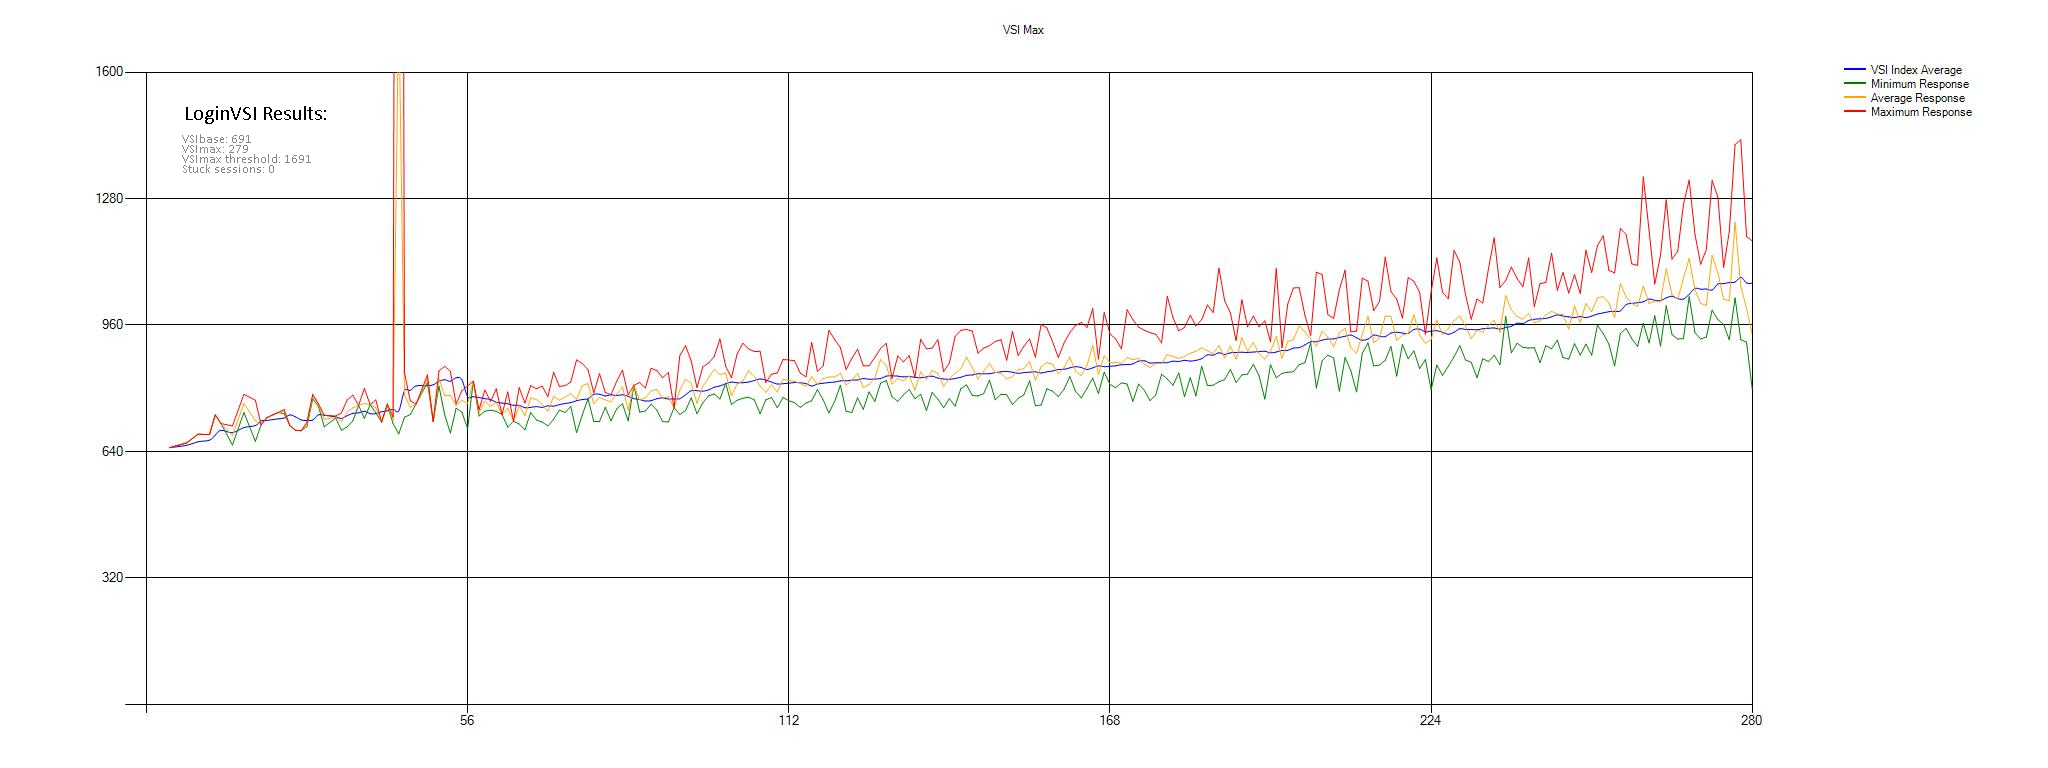 VSI Max
1600
1280
960
640
320
56
112
168
224
280
LoginVSI Results:
VSIbase: 691
VSImax: 279
VSImax threshold: 1691
Stuck sessions: 0
VSI Index Average
Minimum Response
Average Response
Maximum Response